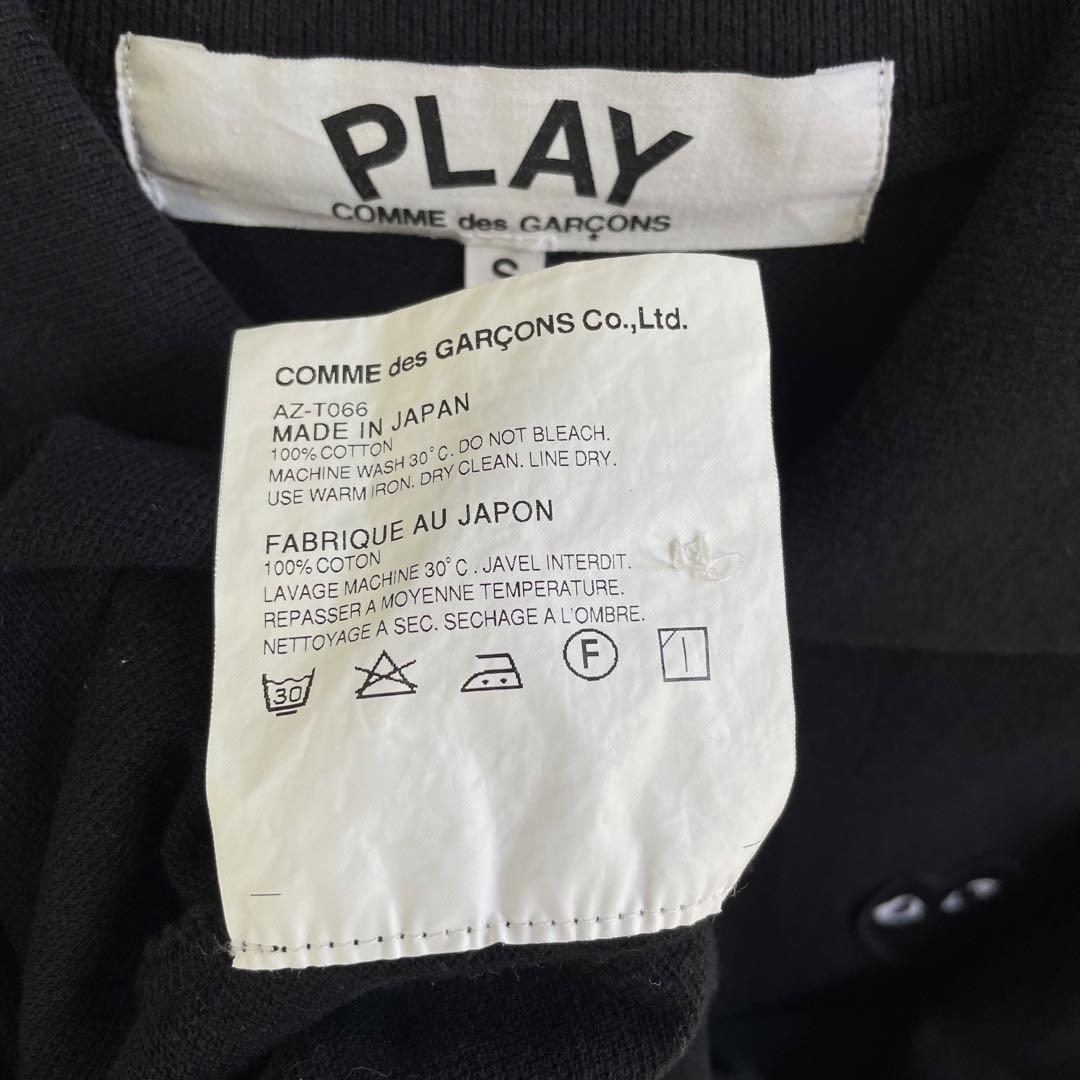 PLAY
COMME des GARÇONS
S
COMME des GARÇONS Co.,Ltd.
AZ-T066
MADE IN JAPAN
100% COTTON
MACHINE WASH 30°C. DO NOT BLEACH.
USE WARM IRON. DRY CLEAN. LINE DRY.
FABRIQUE AU JAPON
100% COTON
LAVAGE MACHINE 30°C. JAVEL INTERDIT.
REPASSER A MOYENNE TEMPERATURE.
NETTOYAGE A SEC. SECHAGE A L'OMBRE.
30 F